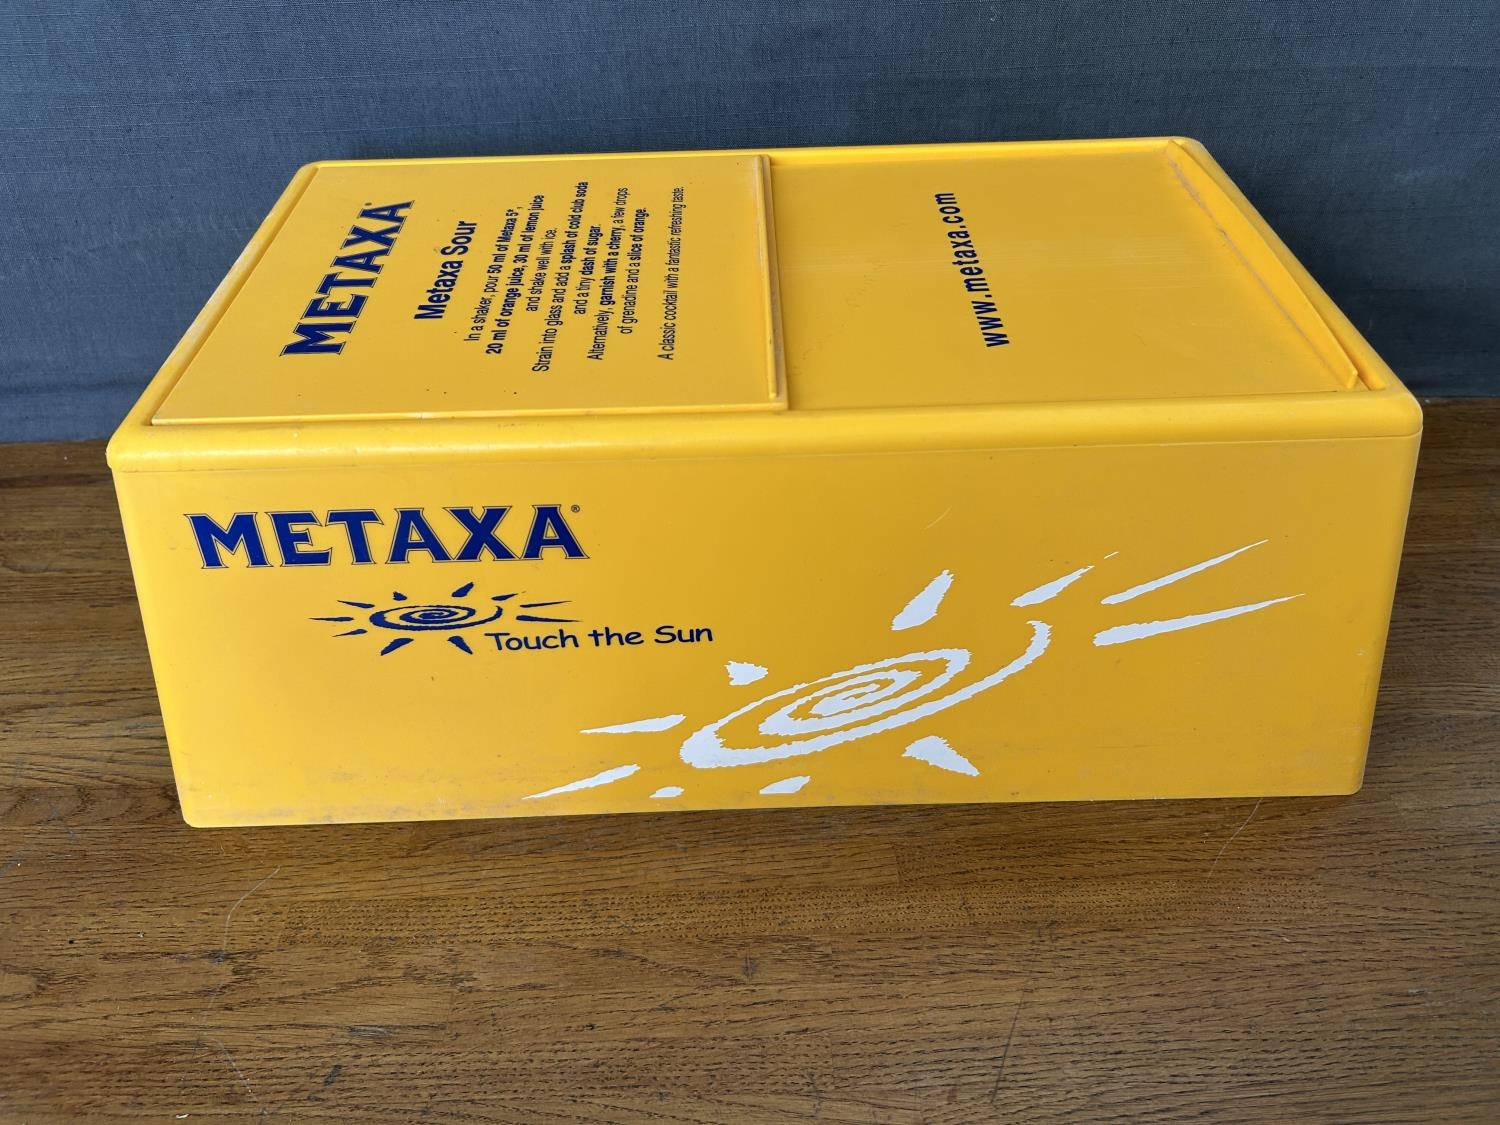 METAXA
Metaxa Sour
In a shaker, pour 50 ml of Metaxa 5*,
20 ml of orange juice, 30 ml of lemon juice
and shake well with ice.
Strain into glass and add a splash of cold club soda
and a tiny dash of sugar.
Alternatively, garnish with a cherry, a few drops
of grenadine and a slice of orange.
A classic cocktail with a fantastic refreshing taste.
www.metaxa.com
METAXA®
Touch the Sun